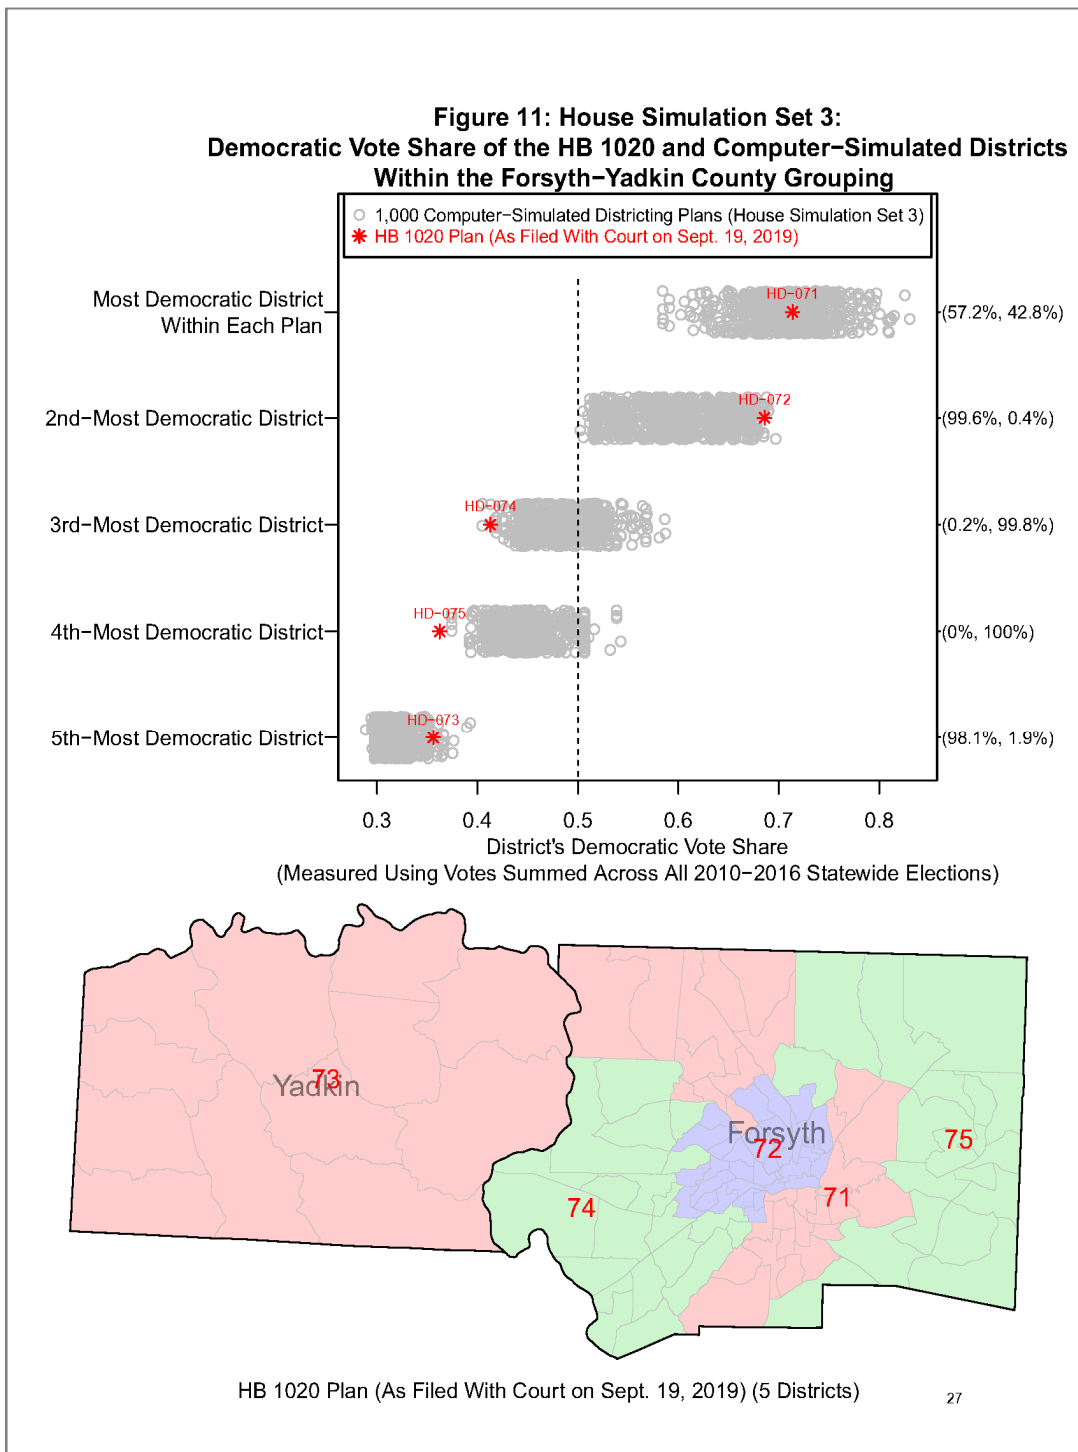 Figure 11: House Simulation Set 3:
Democratic Vote Share of the HB 1020 and Computer−Simulated Districts
Within the Forsyth−Yadkin County Grouping
1,000 Computer−Simulated Districting Plans (House Simulation Set 3)
HB 1020 Plan (As Filed With Court on Sept. 19, 2019)
Most Democratic District
Within Each Plan
HD−071
(57.2%, 42.8%)
2nd−Most Democratic District
HD−072
(99.6%, 0.4%)
3rd−Most Democratic District
HD−074
(0.2%, 99.8%)
4th−Most Democratic District
HD−075
(0%, 100%)
5th−Most Democratic District
HD−073
(98.1%, 1.9%)
0.3 0.4 0.5 0.6 0.7 0.8
District's Democratic Vote Share
(Measured Using Votes Summed Across All 2010−2016 Statewide Elections)
73
Yadkin
Forsyth
72
75
74
71
HB 1020 Plan (As Filed With Court on Sept. 19, 2019) (5 Districts)
27